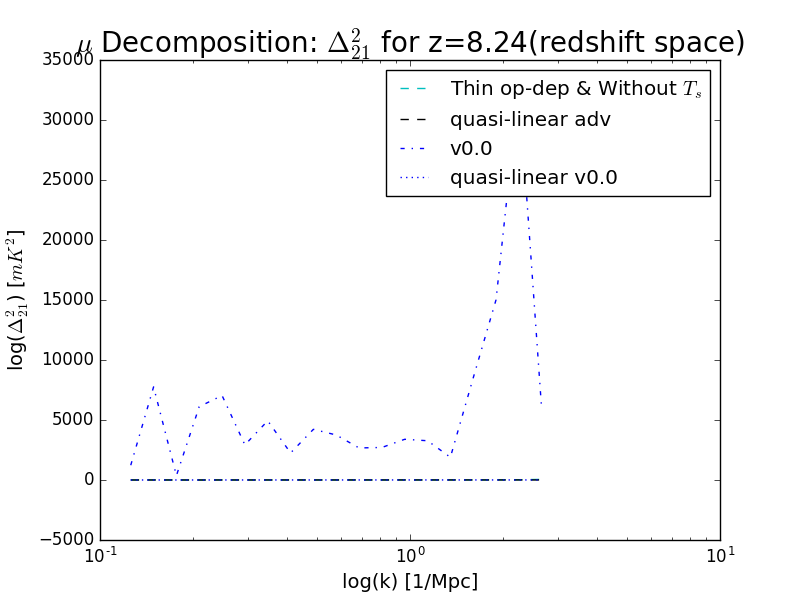 μ Decomposition: Δ²₂₁ for z=8.24(redshift space)
35000
30000
25000
20000
15000
10000
5000
0
−5000
log(Δ²₂₁) [mK²]
Thin op-dep & Without Tₛ
quasi-linear adv
v0.0
quasi-linear v0.0
10⁻¹ 10⁰ 10¹
log(k) [1/Mpc]